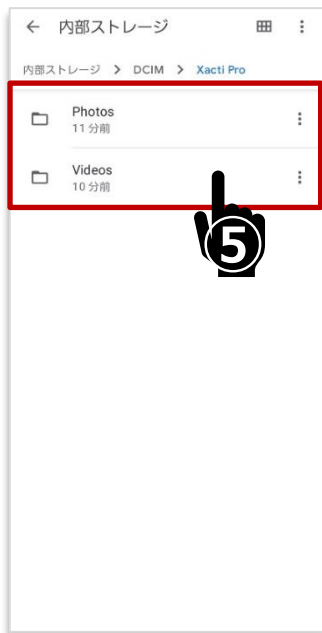 ← 内部ストレージ
内部ストレージ > DCIM > Xacti Pro
Photos
11 分前
Videos
10 分前
5